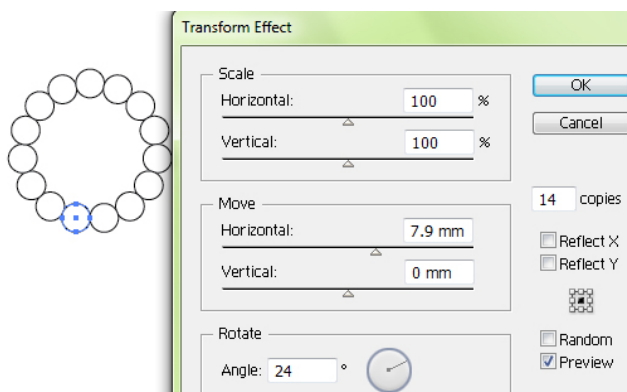 Transform Effect
Scale
Horizontal: 100 %
Vertical: 100 %
Move
Horizontal: 7.9 mm
Vertical: 0 mm
Rotate
Angle: 24 °
OK
Cancel
14 copies
Reflect X
Reflect Y
Random
Preview